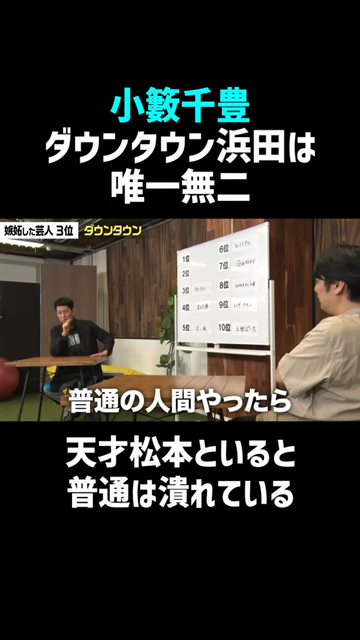 小籔千豊
ダウンタウン浜田は
唯一無二
嫉妬した芸人 3位 ダウンタウン
1位
2位
3位
4位
5位
6位
7位
8位
9位
10位
普通の人間やったら
天才松本といると
普通は潰れている